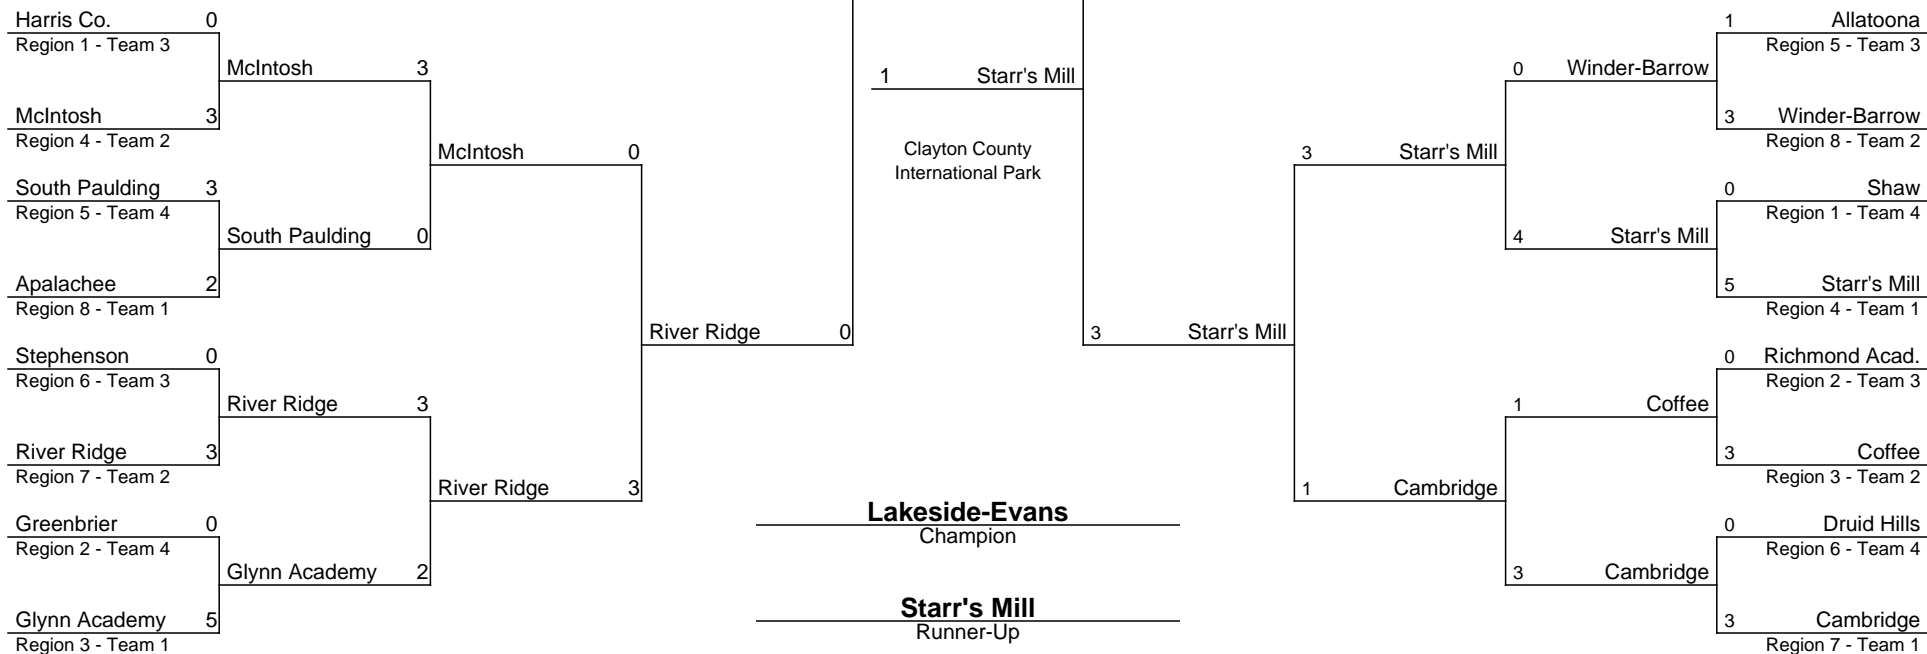 Harris Co. 0
Region 1 - Team 3
McIntosh 3
McIntosh 3
Region 4 - Team 2
McIntosh 0
South Paulding 3
Region 5 - Team 4
South Paulding 0
Apalachee 2
Region 8 - Team 1
River Ridge 0
Stephenson 0
Region 6 - Team 3
River Ridge 3
River Ridge 3
Region 7 - Team 2
River Ridge 3
Greenbrier 0
Region 2 - Team 4
Glynn Academy 2
Glynn Academy 5
Region 3 - Team 1
1 Starr's Mill
Clayton County
International Park
Lakeside-Evans
Champion
Starr's Mill
Runner-Up
1 Allatoona
Region 5 - Team 3
0 Winder-Barrow
3 Winder-Barrow
Region 8 - Team 2
3 Starr's Mill
0 Shaw
Region 1 - Team 4
4 Starr's Mill
5 Starr's Mill
Region 4 - Team 1
3 Starr's Mill
0 Richmond Acad.
Region 2 - Team 3
1 Coffee
3 Coffee
Region 3 - Team 2
1 Cambridge
0 Druid Hills
Region 6 - Team 4
3 Cambridge
3 Cambridge
Region 7 - Team 1